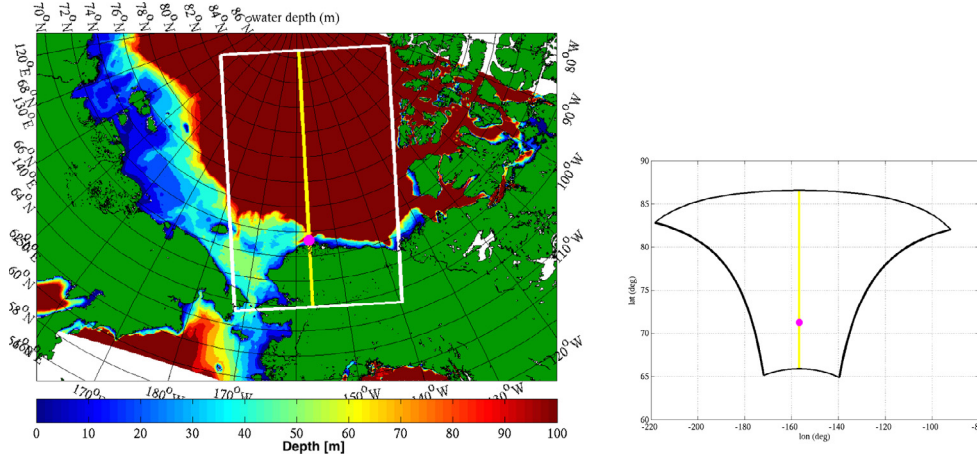 70°N
72°N
74°N
76°N
78°N
80°N
82°N
84°N
86°N
water depth (m)
120°E
68°N
130°E
66°N
140°E
64°N
60°N
58°N
80°W
90°W
100°W
110°W
120°W
170°E
180°W
170°W
160°W
150°W
140°W
130°W
0 10 20 30 40 50 60 70 80 90 100
Depth [m]
90
85
80
75
70
65
60
lat (deg)
-220 -200 -180 -160 -140 -120 -100
lon (deg)